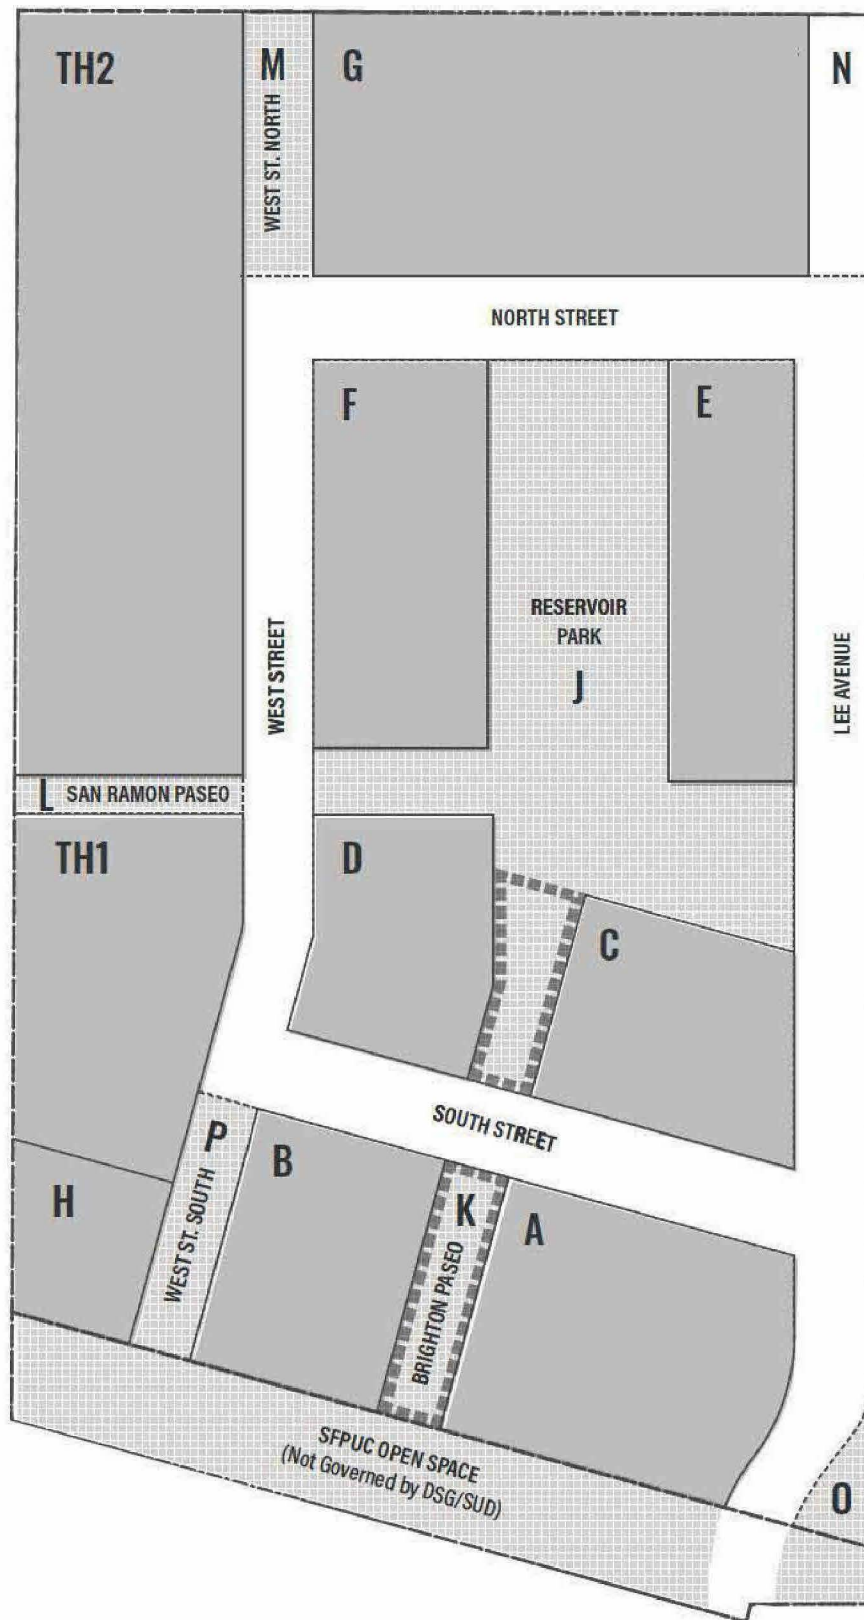 TH2
M
WEST ST. NORTH
G
N
NORTH STREET
F
E
RESERVOIR
PARK
J
WEST STREET
LEE AVENUE
L SAN RAMON PASEO
TH1
D
C
SOUTH STREET
P
WEST ST. SOUTH
B
K
BRIGHTON PASEO
A
H
SFPUC OPEN SPACE
(Not Governed by DSG/SUD)
O